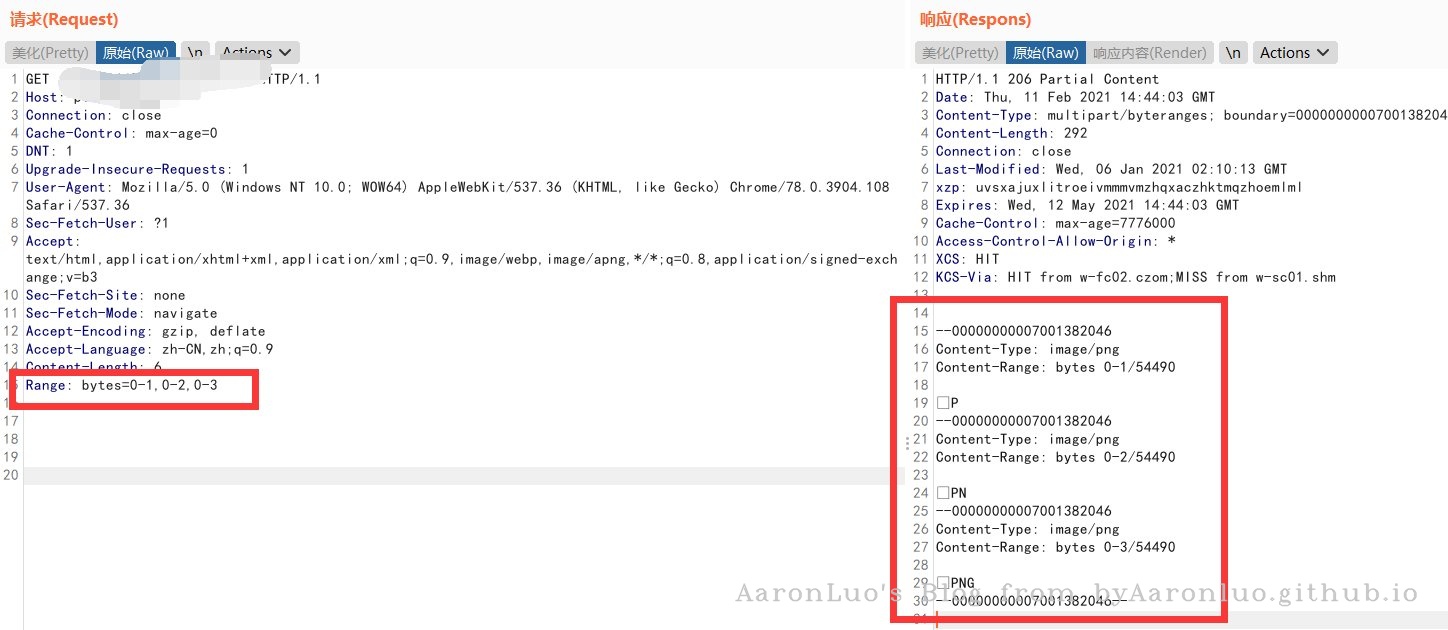 请求(Request)
美化(Pretty) 原始(Raw) \n Actions
1 GET TTP/1.1
2 Host:
3 Connection: close
4 Cache-Control: max-age=0
5 DNT: 1
6 Upgrade-Insecure-Requests: 1
7 User-Agent: Mozilla/5.0 (Windows NT 10.0; WOW64) AppleWebKit/537.36 (KHTML, like Gecko) Chrome/78.0.3904.108
Safari/537.36
8 Sec-Fetch-User: ?1
9 Accept:
text/html,application/xhtml+xml,application/xml;q=0.9,image/webp,image/apng,*/*;q=0.8,application/signed-exch
ange;v=b3
10 Sec-Fetch-Site: none
11 Sec-Fetch-Mode: navigate
12 Accept-Encoding: gzip, deflate
13 Accept-Language: zh-CN,zh;q=0.9
14 Content-Length: 6
15 Range: bytes=0-1,0-2,0-3
17
18
19
20
响应(Respons)
美化(Pretty) 原始(Raw) 响应内容(Render) \n Actions
1 HTTP/1.1 206 Partial Content
2 Date: Thu, 11 Feb 2021 14:44:03 GMT
3 Content-Type: multipart/byteranges; boundary=00000000007001382046
4 Content-Length: 292
5 Connection: close
6 Last-Modified: Wed, 06 Jan 2021 02:10:13 GMT
7 xzp: uvsxajuxlitroeivmmmvmzhqxaczhktmqzhoemlml
8 Expires: Wed, 12 May 2021 14:44:03 GMT
9 Cache-Control: max-age=7776000
10 Access-Control-Allow-Origin: *
11 XCS: HIT
12 KCS-Via: HIT from w-fc02.czom;MISS from w-sc01.shm
13
14
15 --00000000007001382046
16 Content-Type: image/png
17 Content-Range: bytes 0-1/54490
18
19 □P
20 --00000000007001382046
21 Content-Type: image/png
22 Content-Range: bytes 0-2/54490
23
24 □PN
25 --00000000007001382046
26 Content-Type: image/png
27 Content-Range: bytes 0-3/54490
28
29 □PNG
30 --00000000007001382046--
31
AaronLuo's Blog from byAaronluo.github.io